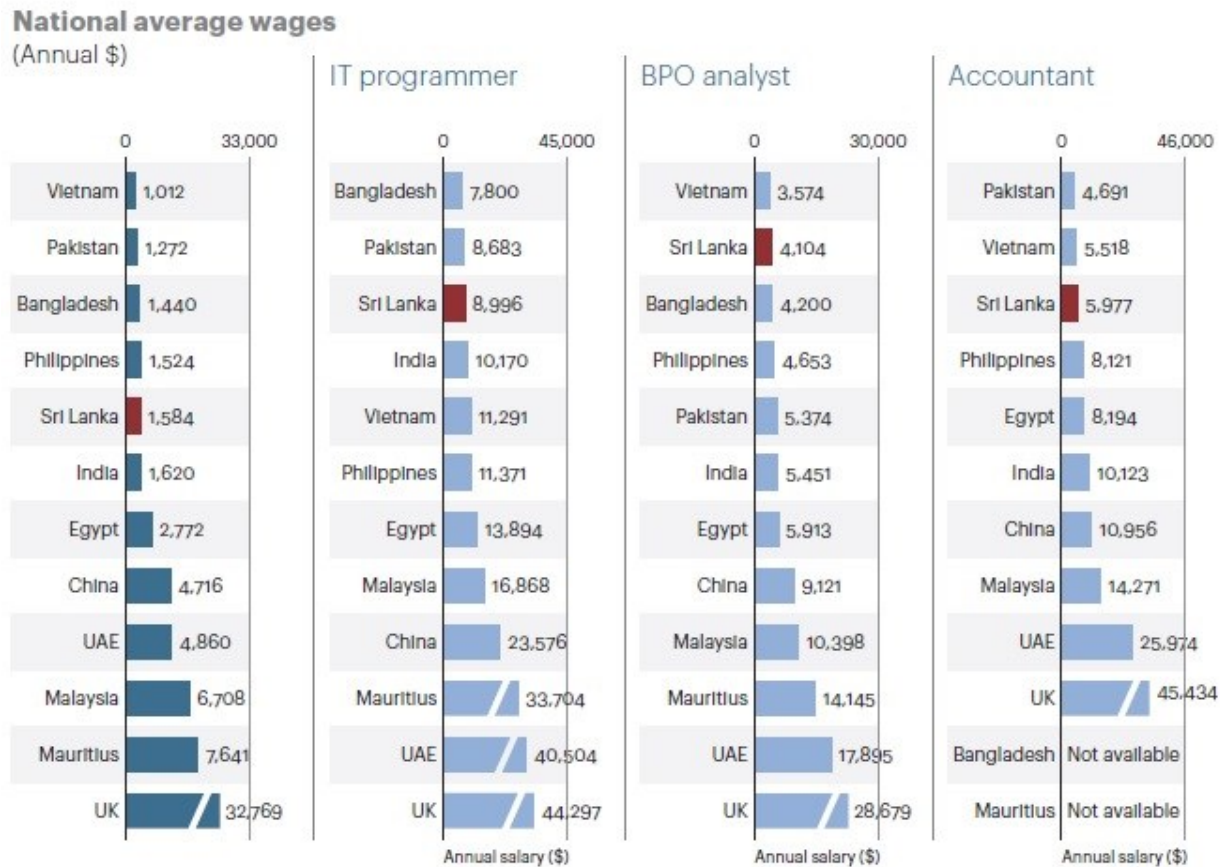 National average wages
(Annual $)
0 33,000
Vietnam 1,012
Pakistan 1,272
Bangladesh 1,440
Philippines 1,524
Sri Lanka 1,584
India 1,620
Egypt 2,772
China 4,716
UAE 4,860
Malaysia 6,708
Mauritius 7,641
UK 32,769
IT programmer
0 45,000
Bangladesh 7,800
Pakistan 8,683
Sri Lanka 8,996
India 10,170
Vietnam 11,291
Philippines 11,371
Egypt 13,894
Malaysia 16,868
China 23,576
Mauritius 33,704
UAE 40,504
UK 44,297
Annual salary ($)
BPO analyst
0 30,000
Vietnam 3,574
Sri Lanka 4,104
Bangladesh 4,200
Philippines 4,653
Pakistan 5,374
India 5,451
Egypt 5,913
China 9,121
Malaysia 10,398
Mauritius 14,145
UAE 17,895
UK 28,679
Annual salary ($)
Accountant
0 46,000
Pakistan 4,691
Vietnam 5,518
Sri Lanka 5,977
Philippines 8,121
Egypt 8,194
India 10,123
China 10,956
Malaysia 14,271
UAE 25,974
UK 45,434
Bangladesh Not available
Mauritius Not available
Annual salary ($)